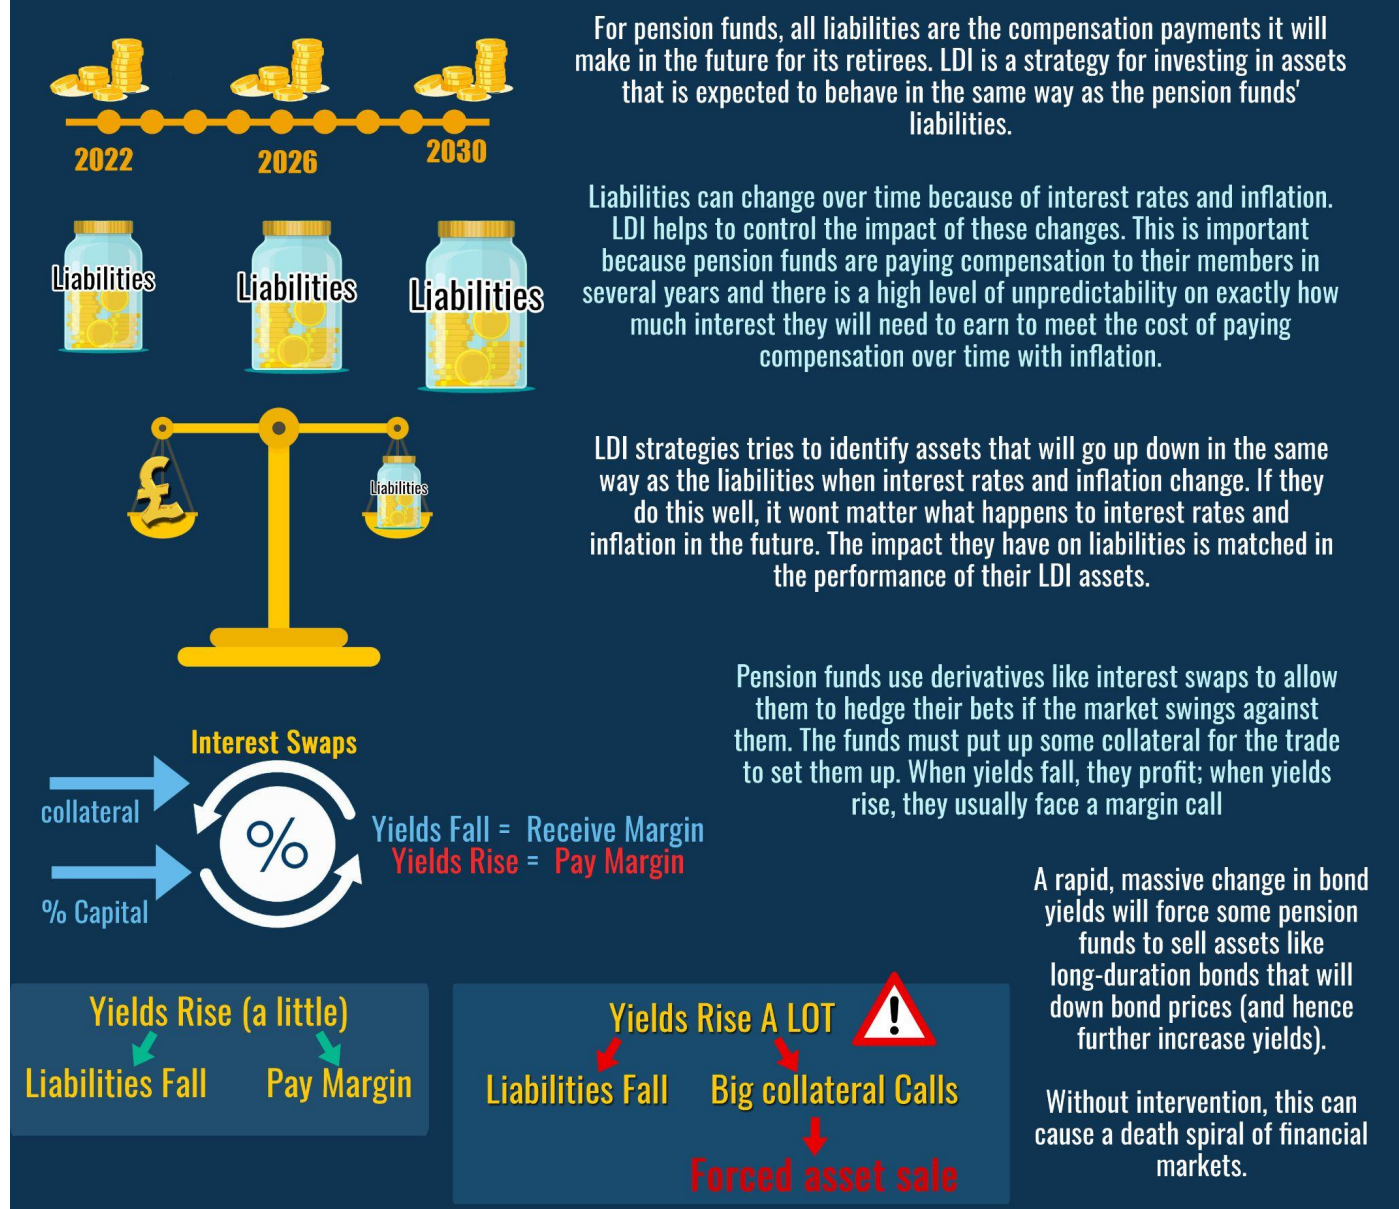 For pension funds, all liabilities are the compensation payments it will
make in the future for its retirees. LDI is a strategy for investing in assets
that is expected to behave in the same way as the pension funds'
liabilities.
2022
2026
2030
Liabilities can change over time because of interest rates and inflation.
LDI helps to control the impact of these changes. This is important
because pension funds are paying compensation to their members in
several years and there is a high level of unpredictability on exactly how
much interest they will need to earn to meet the cost of paying
compensation over time with inflation.
Liabilities
Liabilities
Liabilities
LDI strategies tries to identify assets that will go up down in the same
way as the liabilities when interest rates and inflation change. If they
do this well, it wont matter what happens to interest rates and
inflation in the future. The impact they have on liabilities is matched in
the performance of their LDI assets.
£
Liabilities
Pension funds use derivatives like interest swaps to allow
them to hedge their bets if the market swings against
them. The funds must put up some collateral for the trade
to set them up. When yields fall, they profit; when yields
rise, they usually face a margin call
Interest Swaps
collateral
% Capital
%
Yields Fall = Receive Margin
Yields Rise = Pay Margin
A rapid, massive change in bond
yields will force some pension
funds to sell assets like
long-duration bonds that will
down bond prices (and hence
further increase yields).
Without intervention, this can
cause a death spiral of financial
markets.
Yields Rise (a little)
Liabilities Fall
Pay Margin
Yields Rise A LOT
!
Liabilities Fall
Big collateral Calls
Forced asset sale